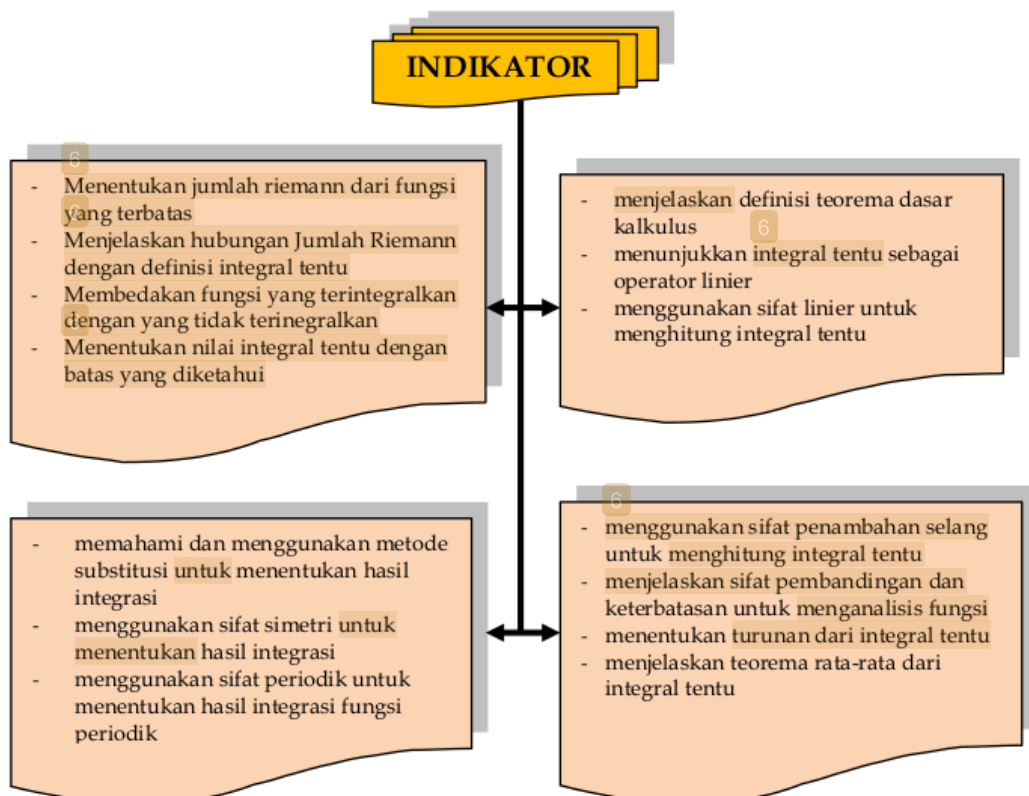 INDIKATOR
6
- Menentukan jumlah riemann dari fungsi
yang terbatas
6
- Menjelaskan hubungan Jumlah Riemann
dengan definisi integral tentu
- Membedakan fungsi yang terintegralkan
dengan yang tidak terinegralkan
- Menentukan nilai integral tentu dengan
batas yang diketahui
- menjelaskan definisi teorema dasar
kalkulus
6
- menunjukkan integral tentu sebagai
operator linier
- menggunakan sifat linier untuk
menghitung integral tentu
- memahami dan menggunakan metode
substitusi untuk menentukan hasil
integrasi
- menggunakan sifat simetri untuk
menentukan hasil integrasi
- menggunakan sifat periodik untuk
menentukan hasil integrasi fungsi
periodik
6
- menggunakan sifat penambahan selang
untuk menghitung integral tentu
- menjelaskan sifat pembandingan dan
keterbatasan untuk menganalisis fungsi
- menentukan turunan dari integral tentu
- menjelaskan teorema rata-rata dari
integral tentu